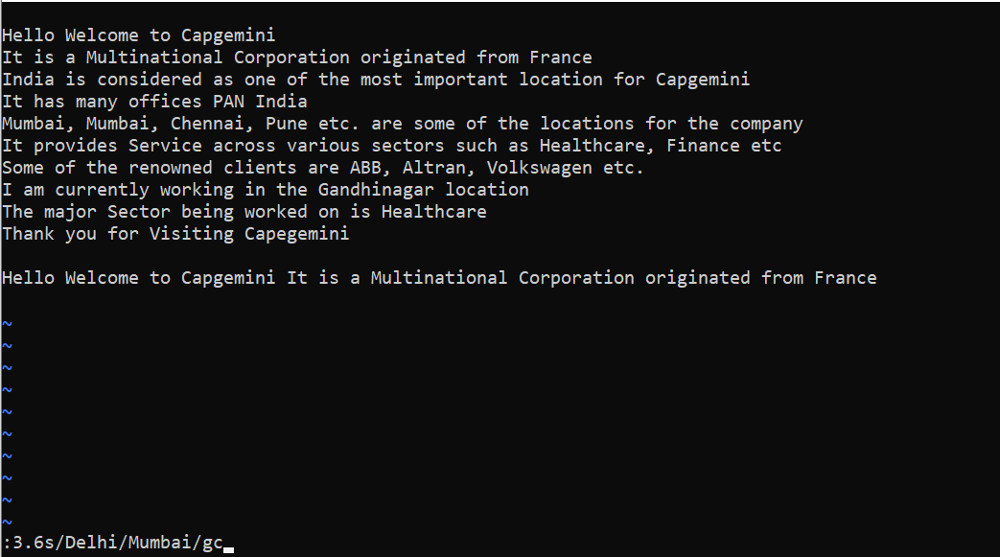 Hello Welcome to Capgemini
It is a Multinational Corporation originated from France
India is considered as one of the most important location for Capgemini
It has many offices PAN India
Mumbai, Mumbai, Chennai, Pune etc. are some of the locations for the company
It provides Service across various sectors such as Healthcare, Finance etc
Some of the renowned clients are ABB, Altran, Volkswagen etc.
I am currently working in the Gandhinagar location
The major Sector being worked on is Healthcare
Thank you for Visiting Capegemini
Hello Welcome to Capgemini It is a Multinational Corporation originated from France
~
~
~
~
~
~
~
~
~
~
:3.6s/Delhi/Mumbai/gc